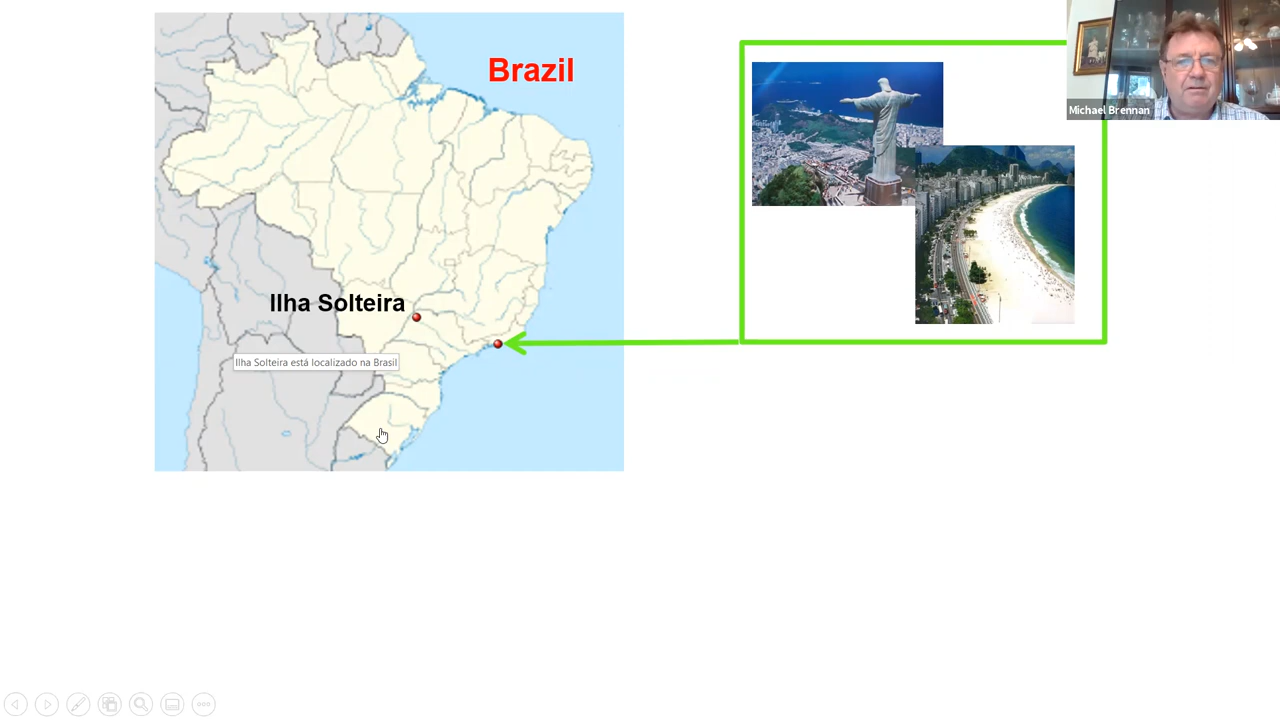 Brazil
Michael Brennan
Ilha Solteira
Ilha Solteira está localizado na Brasil